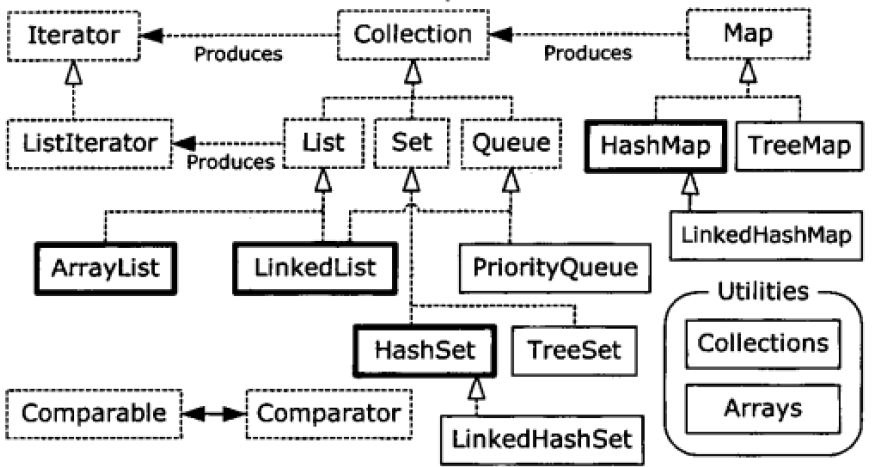 Iterator
Produces
Collection
Produces
Map
ListIterator
Produces
List
Set
Queue
HashMap
TreeMap
LinkedHashMap
ArrayList
LinkedList
PriorityQueue
Utilities
Collections
Arrays
HashSet
TreeSet
Comparable
Comparator
LinkedHashSet